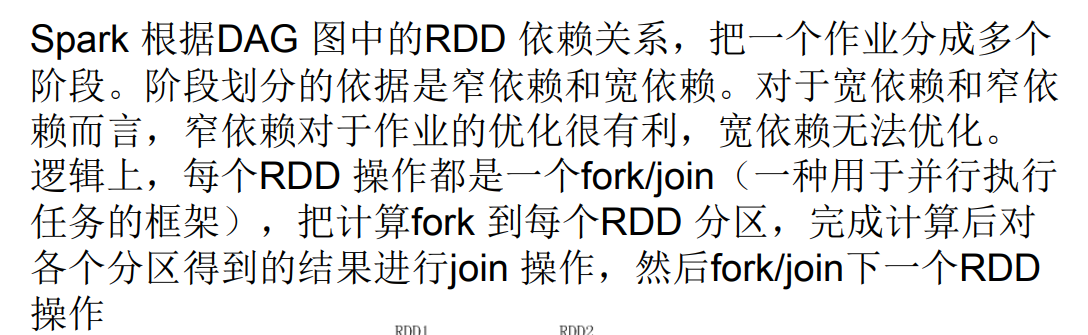 Spark 根据DAG 图中的RDD 依赖关系，把一个作业分成多个
阶段。阶段划分的依据是窄依赖和宽依赖。对于宽依赖和窄依
赖而言，窄依赖对于作业的优化很有利，宽依赖无法优化。
逻辑上，每个RDD 操作都是一个fork/join（一种用于并行执行
任务的框架），把计算fork 到每个RDD 分区，完成计算后对
各个分区得到的结果进行join 操作，然后fork/join下一个RDD
操作
RDD1 RDD2